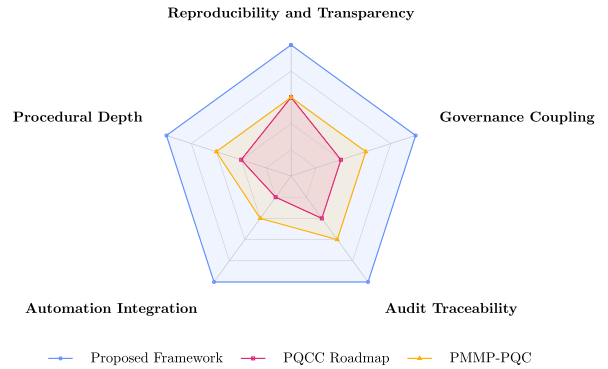 Reproducibility and Transparency
Procedural Depth
Governance Coupling
Automation Integration
Audit Traceability
Proposed Framework
PQCC Roadmap
PMMP-PQC